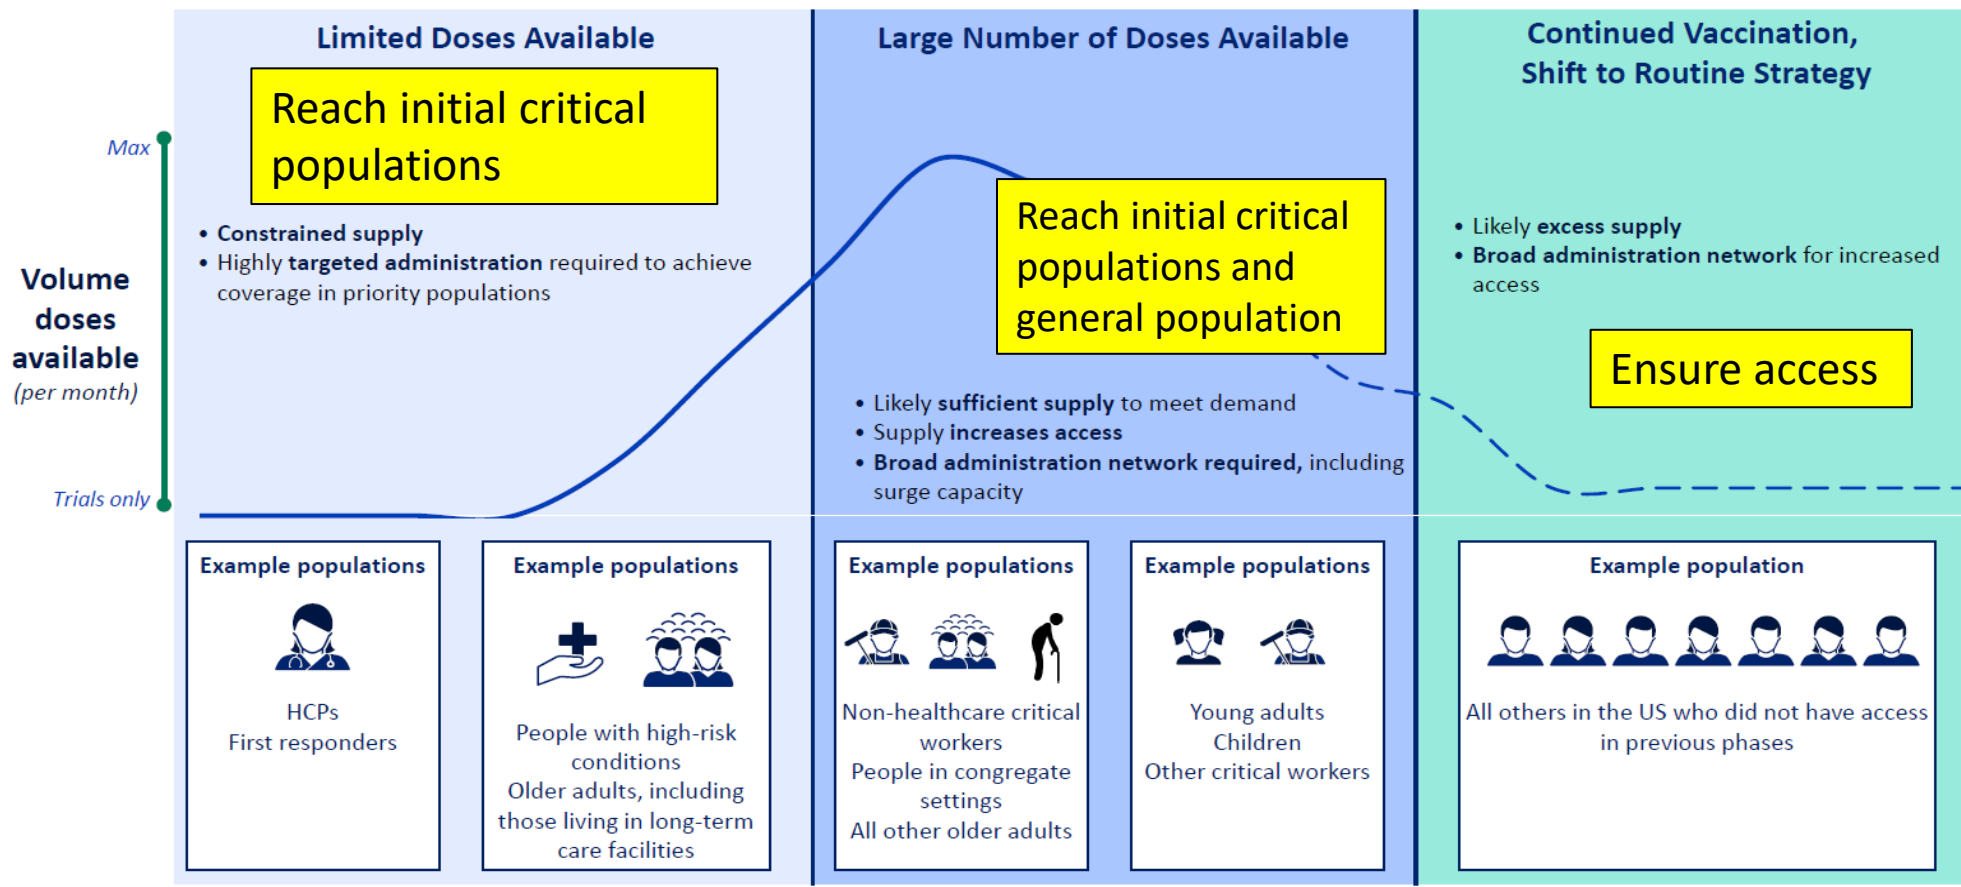 Limited Doses Available
Reach initial critical
populations
• Constrained supply
• Highly targeted administration required to achieve
coverage in priority populations
Large Number of Doses Available
Reach initial critical
populations and
general population
• Likely sufficient supply to meet demand
• Supply increases access
• Broad administration network required, including
surge capacity
Continued Vaccination,
Shift to Routine Strategy
• Likely excess supply
• Broad administration network for increased
access
Ensure access
Max
Volume
doses
available
(per month)
Trials only
Example populations
HCPs
First responders
Example populations
People with high-risk
conditions
Older adults, including
those living in long-term
care facilities
Example populations
Non-healthcare critical
workers
People in congregate
settings
All other older adults
Example populations
Young adults
Children
Other critical workers
Example population
All others in the US who did not have access
in previous phases